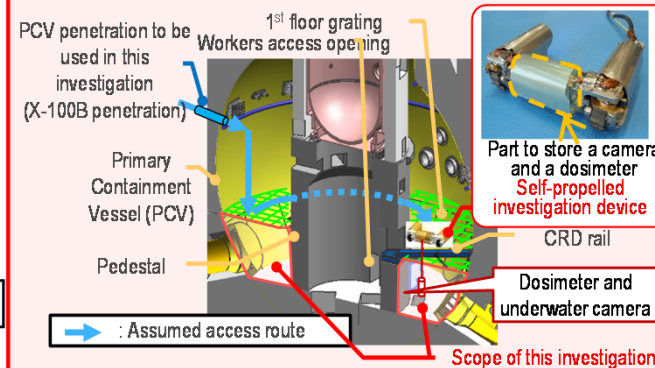 PCV penetration to be
used in this
investigation
(X-100B penetration)
1st floor grating
Workers access opening
Primary
Containment
Vessel (PCV)
Pedestal
Part to store a camera
and a dosimeter
Self-propelled
investigation device
CRD rail
Dosimeter and
underwater camera
: Assumed access route
Scope of this investigation